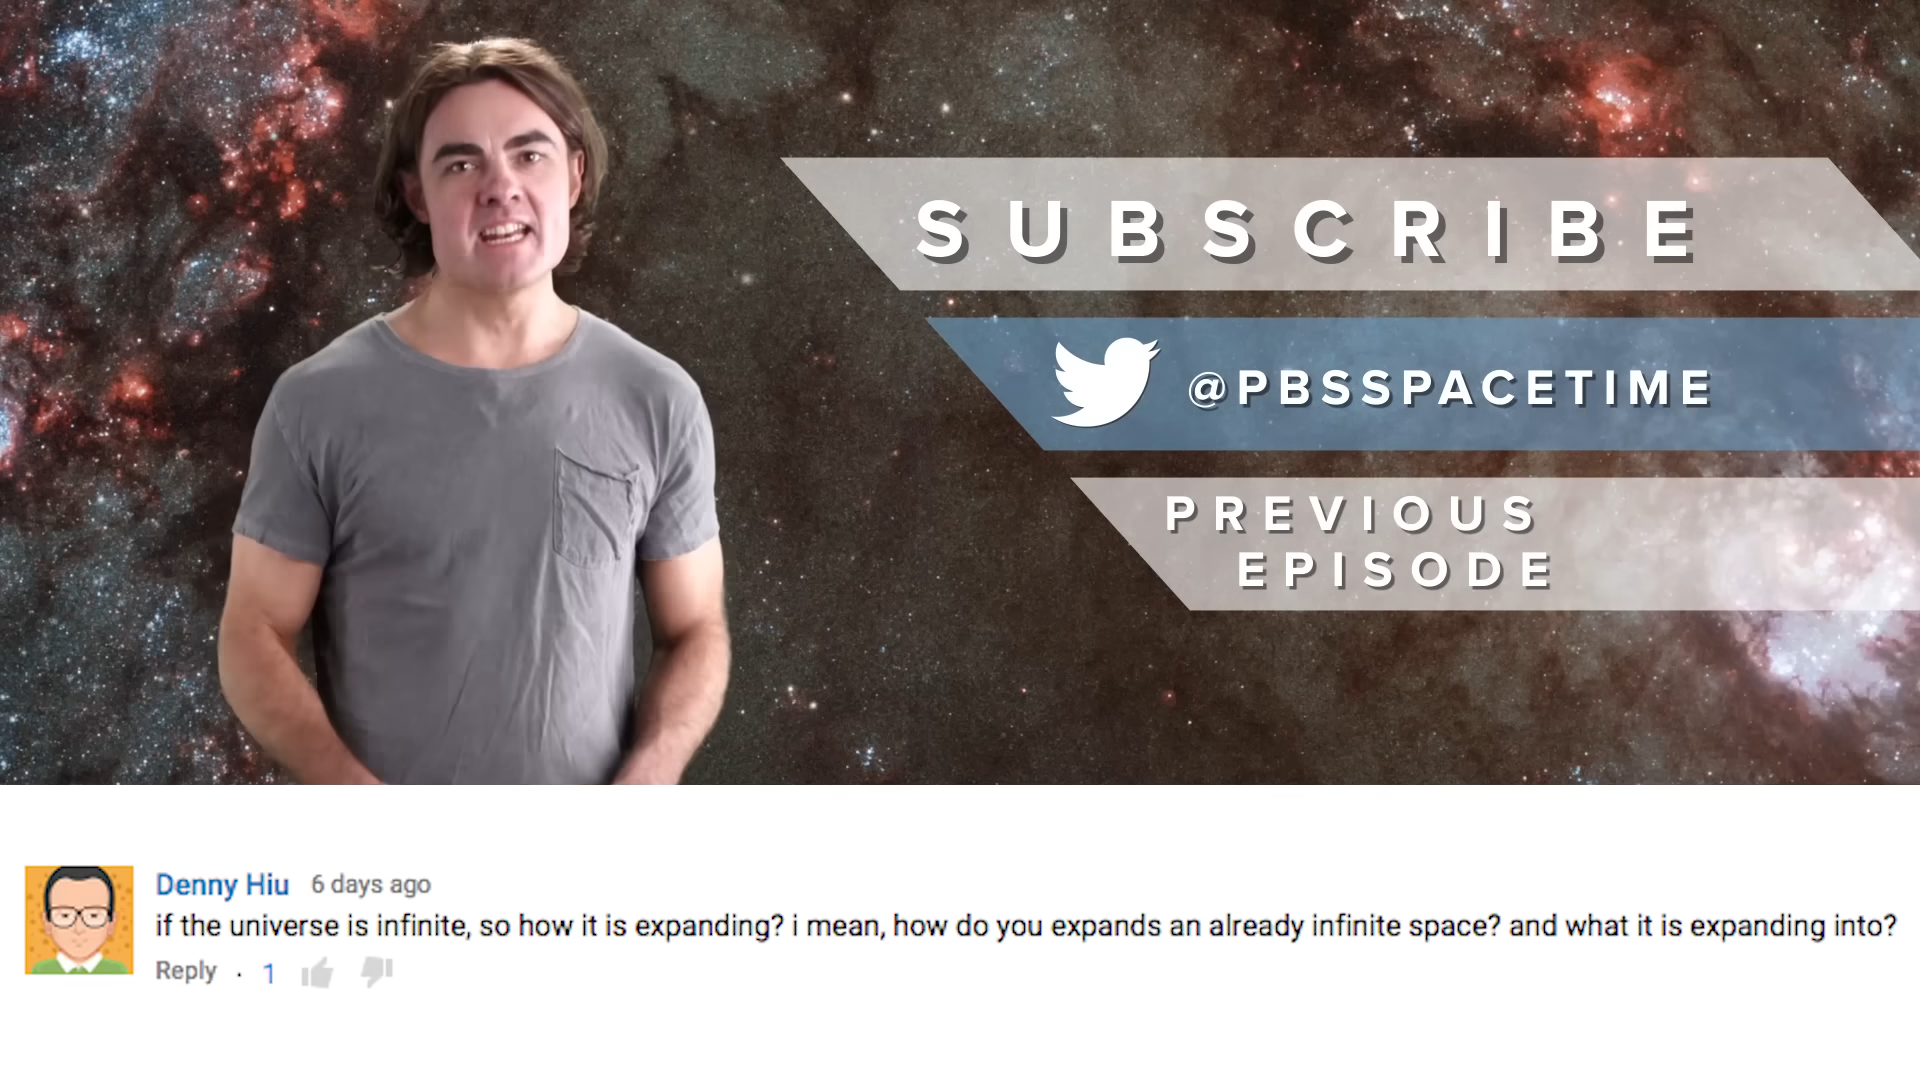 SUBSCRIBE
@PBSSPACETIME
PREVIOUS
EPISODE
Denny Hiu 6 days ago
if the universe is infinite, so how it is expanding? i mean, how do you expands an already infinite space? and what it is expanding into?
Reply · 1